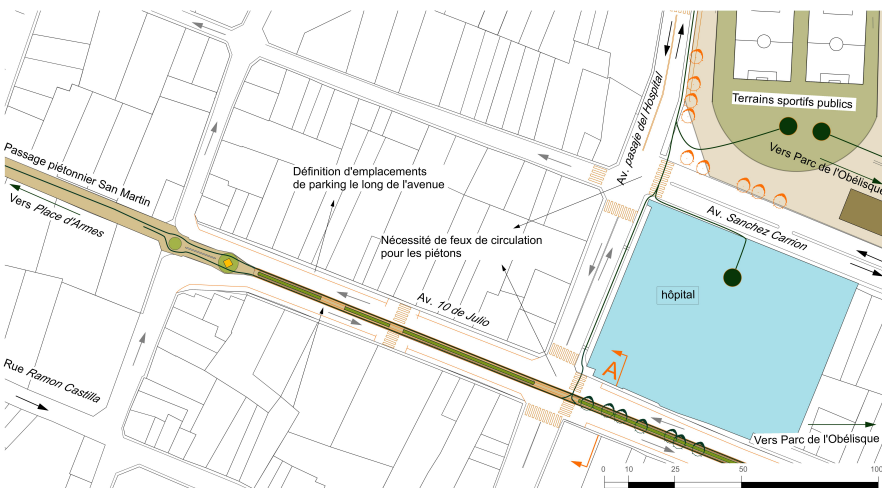 Terrains sportifs publics
Av. pasaje del Hospital
Vers Parc de l'Obélisque
Passage piétonnier San Martin
Définition d'emplacements
de parking le long de l'avenue
Vers Place d'Armes
Av. Sanchez Carrion
Nécessité de feux de circulation
pour les piétons
hôpital
Av. 10 de Julio
A
Rue Ramon Castilla
Vers Parc de l'Obélisque
0 10 25 50 100